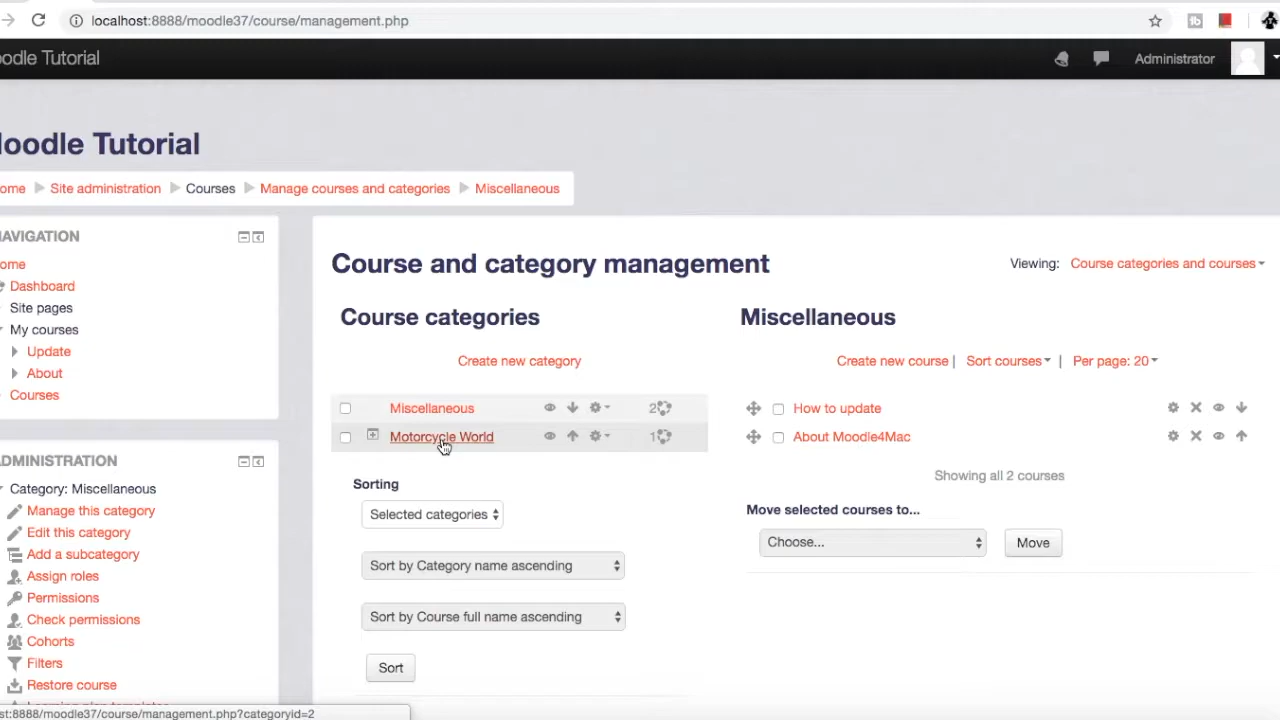 localhost:8888/moodle37/course/management.php
oodle Tutorial
Administrator
oodle Tutorial
ome Site administration Courses Manage courses and categories Miscellaneous
AVIGATION
ome
Dashboard
Site pages
My courses
Update
About
Courses
ADMINISTRATION
Category: Miscellaneous
Manage this category
Edit this category
Add a subcategory
Assign roles
Permissions
Check permissions
Cohorts
Filters
Restore course
Course and category management
Viewing: Course categories and courses
Course categories
Create new category
Miscellaneous 2
Motorcycle World 1
Sorting
Selected categories
Sort by Category name ascending
Sort by Course full name ascending
Sort
Miscellaneous
Create new course | Sort courses | Per page: 20
How to update
About Moodle4Mac
Showing all 2 courses
Move selected courses to...
Choose... Move
st:8888/moodle37/course/management.php?categoryid=2